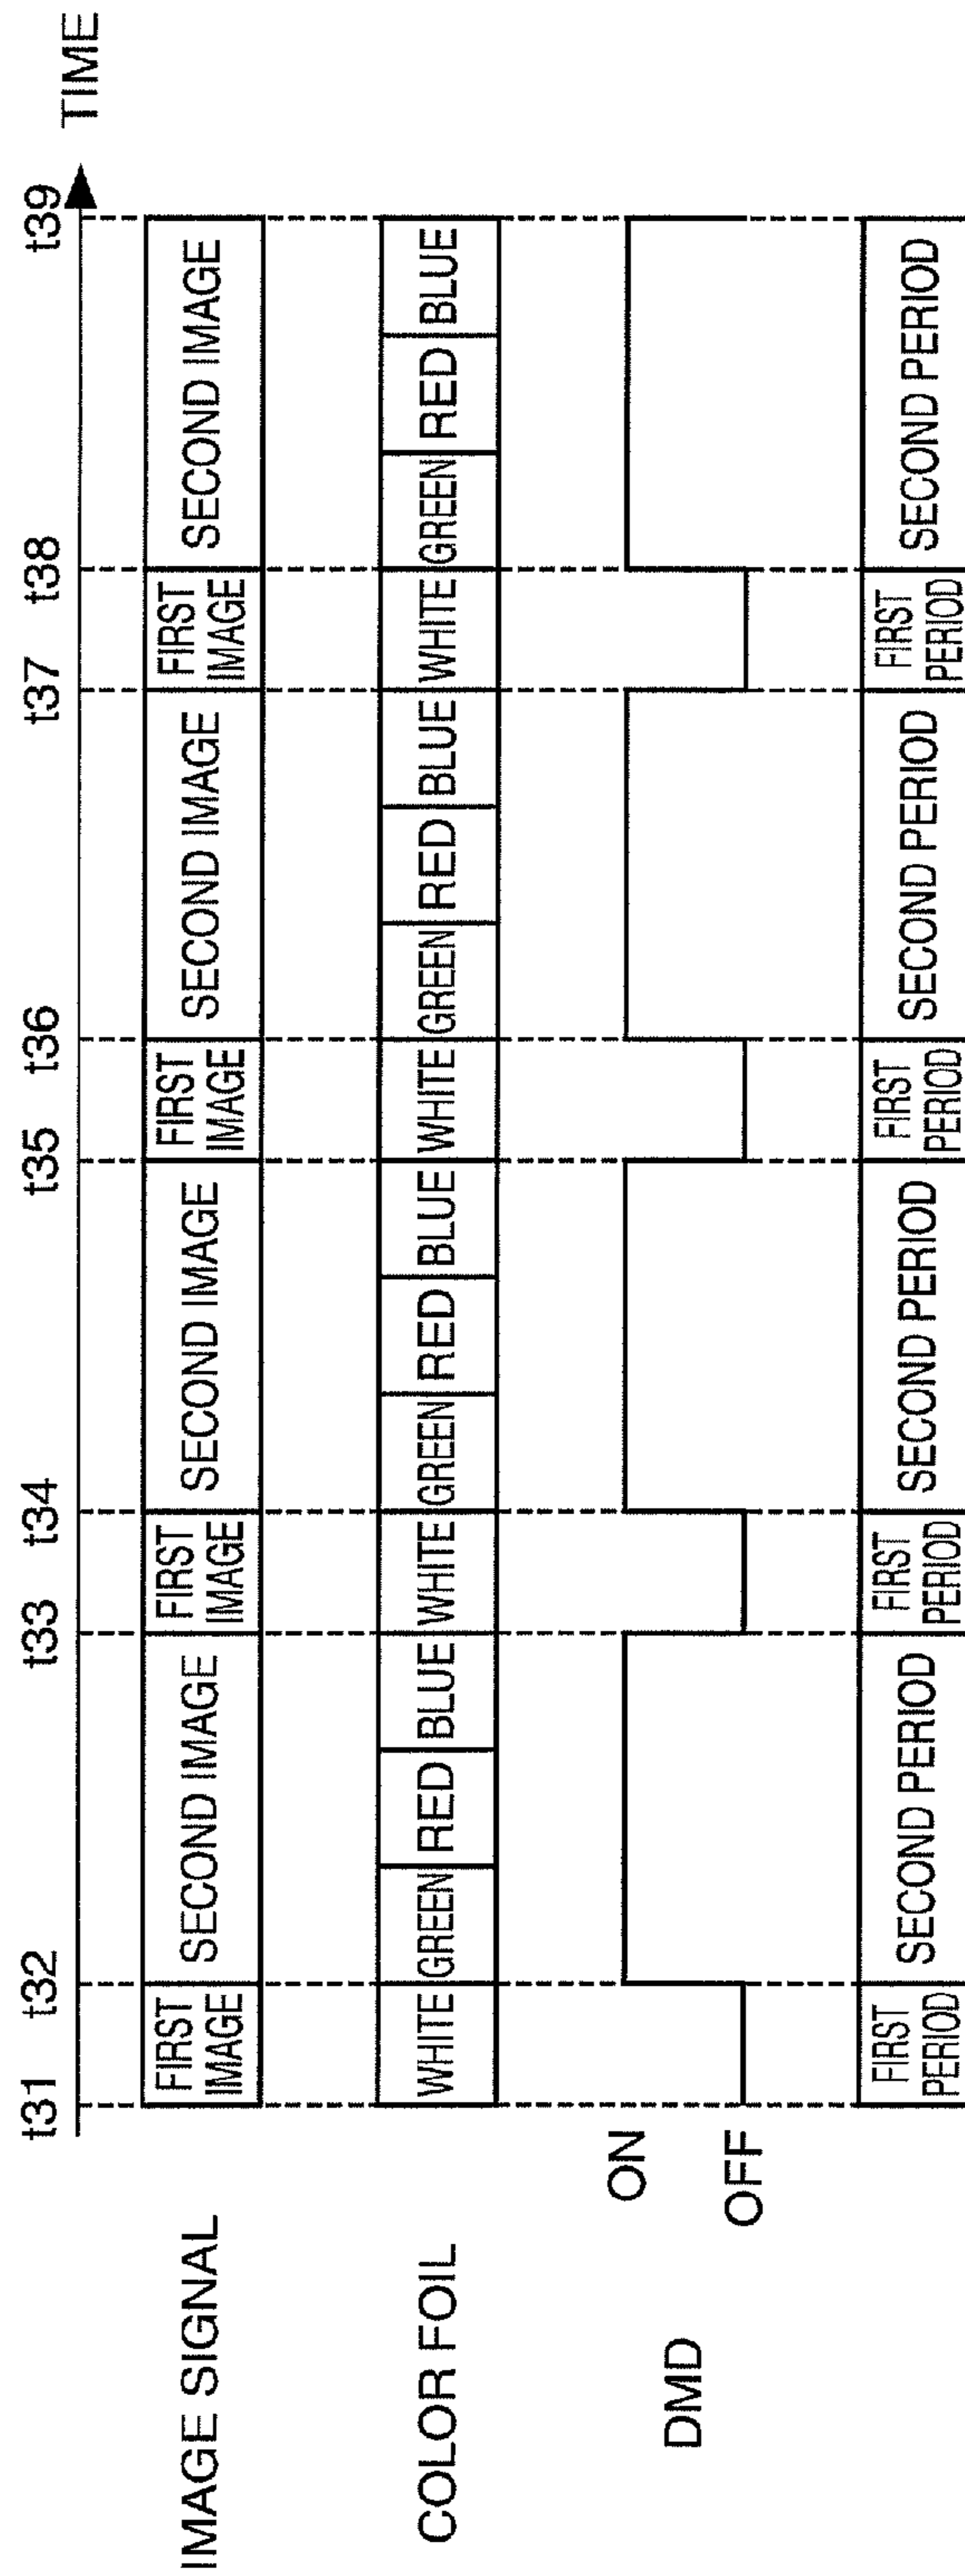 t31 t32 t33 t34 t35 t36 t37 t38 t39 TIME
IMAGE SIGNAL
FIRST
IMAGE
SECOND IMAGE
FIRST
IMAGE
SECOND IMAGE
FIRST
IMAGE
SECOND IMAGE
FIRST
IMAGE
SECOND IMAGE
COLOR FOIL
WHITE GREEN RED BLUE WHITE GREEN RED BLUE WHITE GREEN RED BLUE WHITE GREEN RED BLUE
DMD
ON
OFF
FIRST
PERIOD
SECOND PERIOD
FIRST
PERIOD
SECOND PERIOD
FIRST
PERIOD
SECOND PERIOD
FIRST
PERIOD
SECOND PERIOD